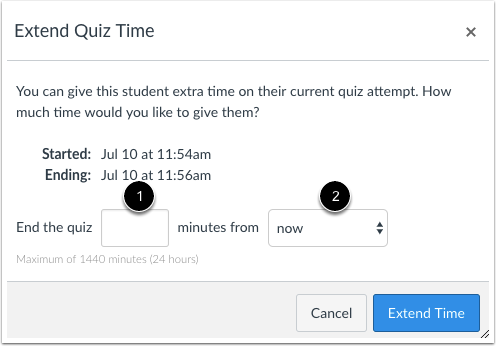 Extend Quiz Time ×
You can give this student extra time on their current quiz attempt. How
much time would you like to give them?
Started: Jul 10 at 11:54am
Ending: Jul 10 at 11:56am
1 2
End the quiz minutes from now
Maximum of 1440 minutes (24 hours)
Cancel Extend Time